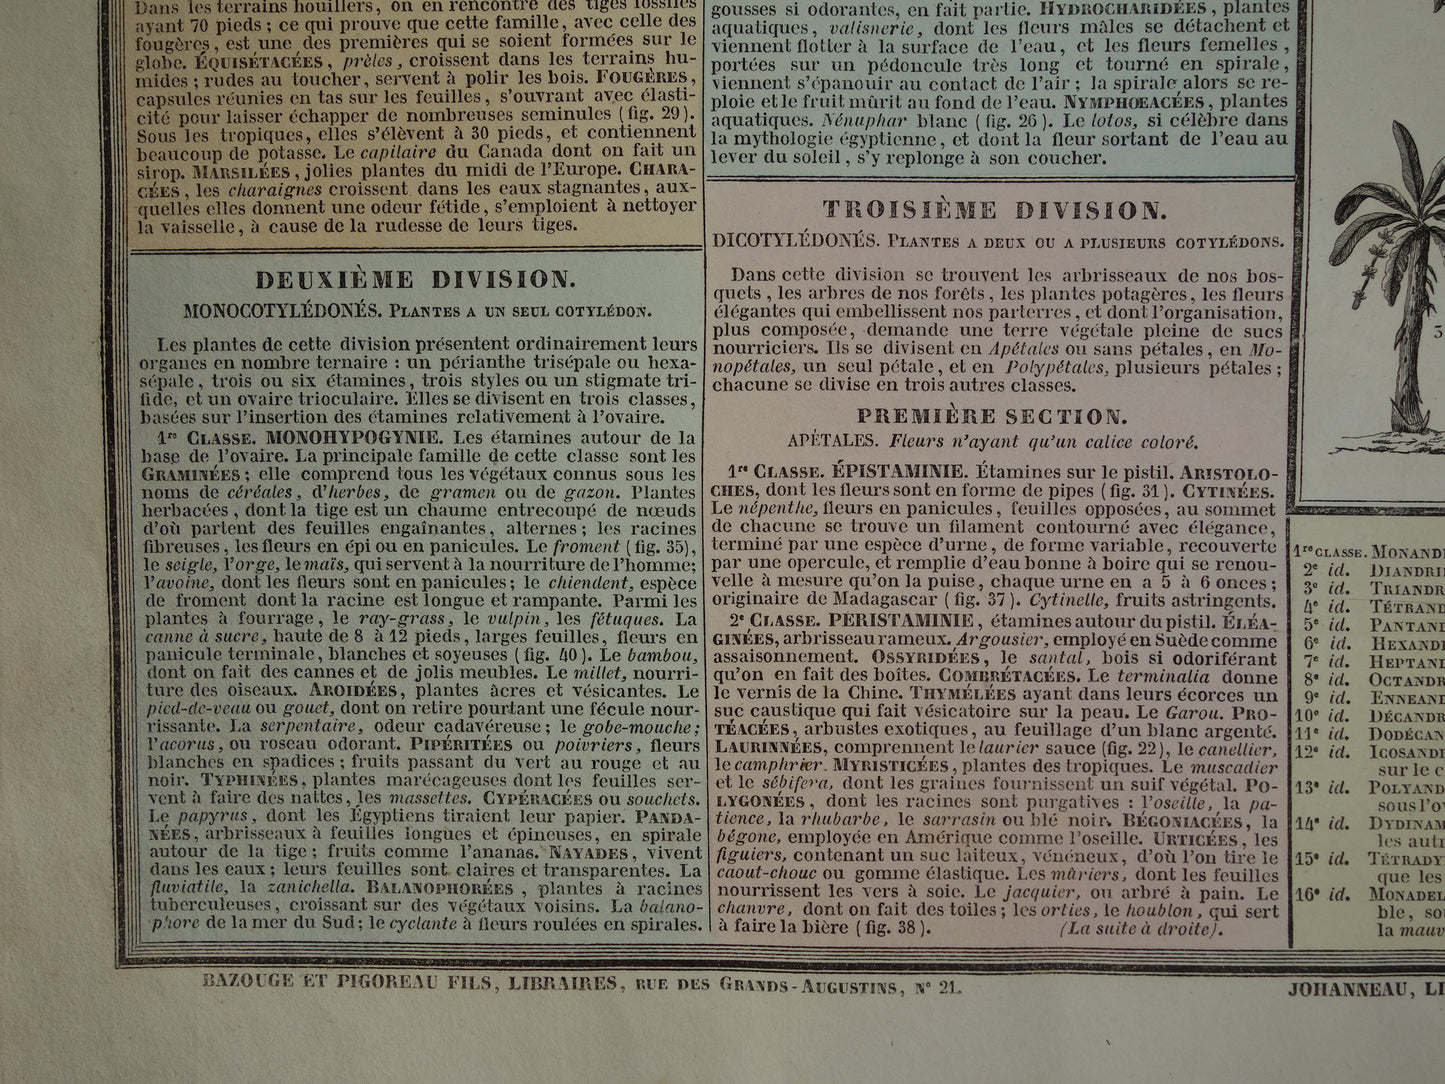 Dans les terrains houillers, on en rencontre des tiges fossiles
ayant 70 pieds; ce qui prouve que cette famille, avec celle des
fougères, est une des premières qui se soient formées sur le
globe. ÉQUISÉTACÉES, prèles, croissent dans les terrains hu-
mides; rudes au toucher, servent à polir les bois. FOUGÈRES,
capsules réunies en tas sur les feuilles, s'ouvrant avec élasti-
cité pour laisser échapper de nombreuses seminules (fig. 29).
Sous les tropiques, elles s'élèvent à 30 pieds, et contiennent
beaucoup de potasse. Le capilaire du Canada dont on fait un
sirop. MARSILÉES, jolies plantes du midi de l'Europe. CHARA-
CÉES, les charaignes croissent dans les eaux stagnantes, aux-
quelles elles donnent une odeur fétide, s'emploient à nettoyer
la vaisselle, à cause de la rudesse de leurs tiges.
DEUXIÈME DIVISION.
MONOCOTYLÉDONÉS. PLANTES A UN SEUL COTYLÉDON.
Les plantes de cette division présentent ordinairement leurs
organes en nombre ternaire : un périanthe trisépale ou hexa-
sépale, trois ou six étamines, trois styles ou un stigmate tri-
fide, et un ovaire trioculaire. Elles se divisent en trois classes,
basées sur l'insertion des étamines relativement à l'ovaire.
1re CLASSE. MONOHYPOGYNIE. Les étamines autour de la
base de l'ovaire. La principale famille de cette classe sont les
GRAMINÉES; elle comprend tous les végétaux connus sous les
noms de céréales, d'herbes, de gramen ou de gazon. Plantes
herbacées, dont la tige est un chaume entrecoupé de nœuds
d'où partent des feuilles engaînantes, alternes; les racines
fibreuses, les fleurs en épi ou en panicules. Le froment (fig. 35),
le seigle, l'orge, le maïs, qui servent à la nourriture de l'homme;
l'avoine, dont les fleurs sont en panicules; le chiendent, espèce
de froment dont la racine est longue et rampante. Parmi les
plantes à fourrage, le ray-grass, le vulpin, les fétuques. La
canne à sucre, haute de 8 à 12 pieds, larges feuilles, fleurs en
panicule terminale, blanches et soyeuses (fig. 40). Le bambou,
dont on fait des cannes et de jolis meubles. Le millet, nourri-
ture des oiseaux. AROIDÉES, plantes âcres et vésicantes. Le
pied-de-veau ou gouet, dont on retire pourtant une fécule nour-
rissante. La serpentaire, odeur cadavéreuse; le gobe-mouche;
l'acorus, ou roseau odorant. PIPÉRITÉES ou poivriers, fleurs
blanches en spadices; fruits passant du vert au rouge et au
noir. TYPHINÉES, plantes marécageuses dont les feuilles ser-
vent à faire des nattes, les massettes. CYPÉRACÉES ou souchets.
Le papyrus, dont les Égyptiens tiraient leur papier. PANDA-
NÉES, arbrisseaux à feuilles longues et épineuses, en spirale
autour de la tige; fruits comme l'ananas. NAYADES, vivent
dans les eaux; leurs feuilles sont claires et transparentes. La
fluviatile, la zanichella. BALANOPHORÉES, plantes à racines
tuberculeuses, croissant sur des végétaux voisins. La balano-
phore de la mer du Sud; le cyclante à fleurs roulées en spirales.
gousses si odorantes, en fait partie. HYDROCHARIDÉES, plantes
aquatiques, valisnerie, dont les fleurs mâles se détachent et
viennent flotter à la surface de l'eau, et les fleurs femelles,
portées sur un pédoncule très long et tourné en spirale,
viennent s'épanouir au contact de l'air; la spirale alors se re-
ploie et le fruit mûrit au fond de l'eau. NYMPHŒACÉES, plantes
aquatiques. Nénuphar blanc (fig. 26). Le lotos, si célèbre dans
la mythologie égyptienne, et dont la fleur sortant de l'eau au
lever du soleil, s'y replonge à son coucher.
TROISIÈME DIVISION.
DICOTYLÉDONÉS. PLANTES A DEUX OU A PLUSIEURS COTYLÉDONS.
Dans cette division se trouvent les arbrisseaux de nos bos-
quets, les arbres de nos forêts, les plantes potagères, les fleurs
élégantes qui embellissent nos parterres, et dont l'organisation,
plus composée, demande une terre végétale pleine de sucs
nourriciers. Ils se divisent en Apétales ou sans pétales, en Mo-
nopétales, un seul pétale, et en Polypétales, plusieurs pétales;
chacune se divise en trois autres classes.
PREMIÈRE SECTION.
APÉTALES. Fleurs n'ayant qu'un calice coloré.
1re CLASSE. ÉPISTAMINIE. Étamines sur le pistil. ARISTOLO-
CHES, dont les fleurs sont en forme de pipes (fig. 31). CYTINÉES.
Le népenthe, fleurs en panicules, feuilles opposées, au sommet
de chacune se trouve un filament contourné avec élégance,
terminé par une espèce d'urne, de forme variable, recouverte
par une opercule, et remplie d'eau bonne à boire qui se renou-
velle à mesure qu'on la puise, chaque urne en a 5 à 6 onces;
originaire de Madagascar (fig. 37). Cytinelle, fruits astringents.
2e CLASSE. PERISTAMINIE, étamines autour du pistil. ÉLÉA-
GINÉES, arbrisseau rameux. Argousier, employé en Suède comme
assaisonnement. OSSYRIDÉES, le santal, bois si odoriférant
qu'on en fait des boîtes. COMBRÉTACÉES. Le terminalia donne
le vernis de la Chine. THYMÉLÉES ayant dans leurs écorces un
suc caustique qui fait vésicatoire sur la peau. Le Garou. PRO-
TÉACÉES, arbustes exotiques, au feuillage d'un blanc argenté.
LAURINNÉES, comprennent le laurier sauce (fig. 22), le canellier,
le camphrier. MYRISTICÉES, plantes des tropiques. Le muscadier
et le sébifera, dont les graines fournissent un suif végétal. PO-
LYGONÉES, dont les racines sont purgatives : l'oseille, la pa-
tience, la rhubarbe, le sarrasin ou blé noir. BÉGONIACÉES, la
bégone, employée en Amérique comme l'oseille. URTICÉES, les
figuiers, contenant un suc laiteux, vénéneux, d'où l'on tire le
caout-chouc ou gomme élastique. Les mûriers, dont les feuilles
nourrissent les vers à soie. Le jacquier, ou arbré à pain. Le
chanvre, dont on fait des toiles; les orties, le houblon, qui sert
à faire la bière (fig. 38). (La suite à droite).
3
1re CLASSE. MONAND
2e id. DIANDRI
3e id. TRIANDR
4e id. TÉTRAND
5e id. PANTAND
6e id. HEXANDI
7e id. HEPTAND
8e id. OCTANDR
9e id. ENNEAND
10e id. DÉCANDR
11e id. DODÉCAN
12e id. ICOSANDI
sur le c
13e id. POLYAND
sous l'o
14e id. DYDINAM
les autr
15e id. TÉTRADY
que les
16e id. MONADEL
ble, so
la mauv
BAZOUGE ET PIGOREAU FILS, LIBRAIRES, RUE DES GRANDS-AUGUSTINS, N° 21.
JOHANNEAU, LI